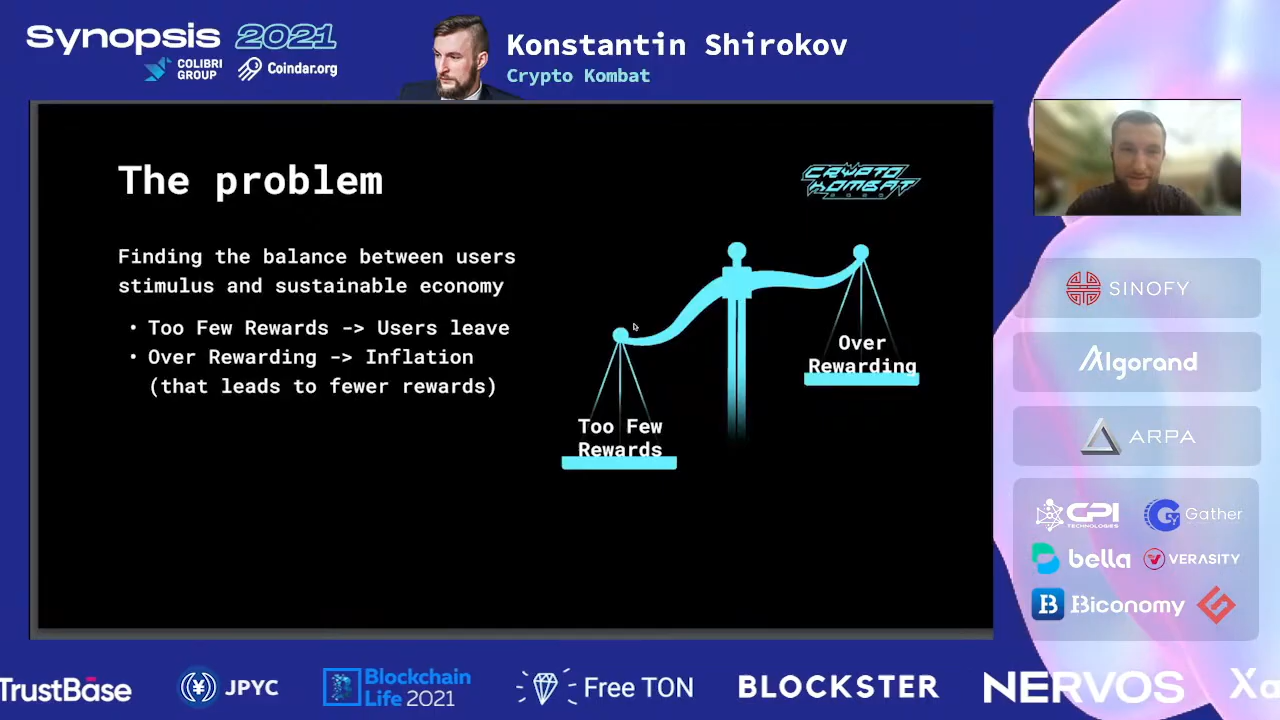 Synopsis 2021
COLIBRI
GROUP
Coindar.org
Konstantin Shirokov
Crypto Kombat
The problem
CRYPTO
KOMBAT
Finding the balance between users
stimulus and sustainable economy
• Too Few Rewards -> Users leave
• Over Rewarding -> Inflation
(that leads to fewer rewards)
Over
Rewarding
Too Few
Rewards
SINOFY
Algorand
ARPA
CPI
TECHNOLOGIES
Gather
bella
VERASITY
Biconomy
TrustBase
JPYC
Blockchain
Life 2021
Free TON
BLOCKSTER
NERVOS